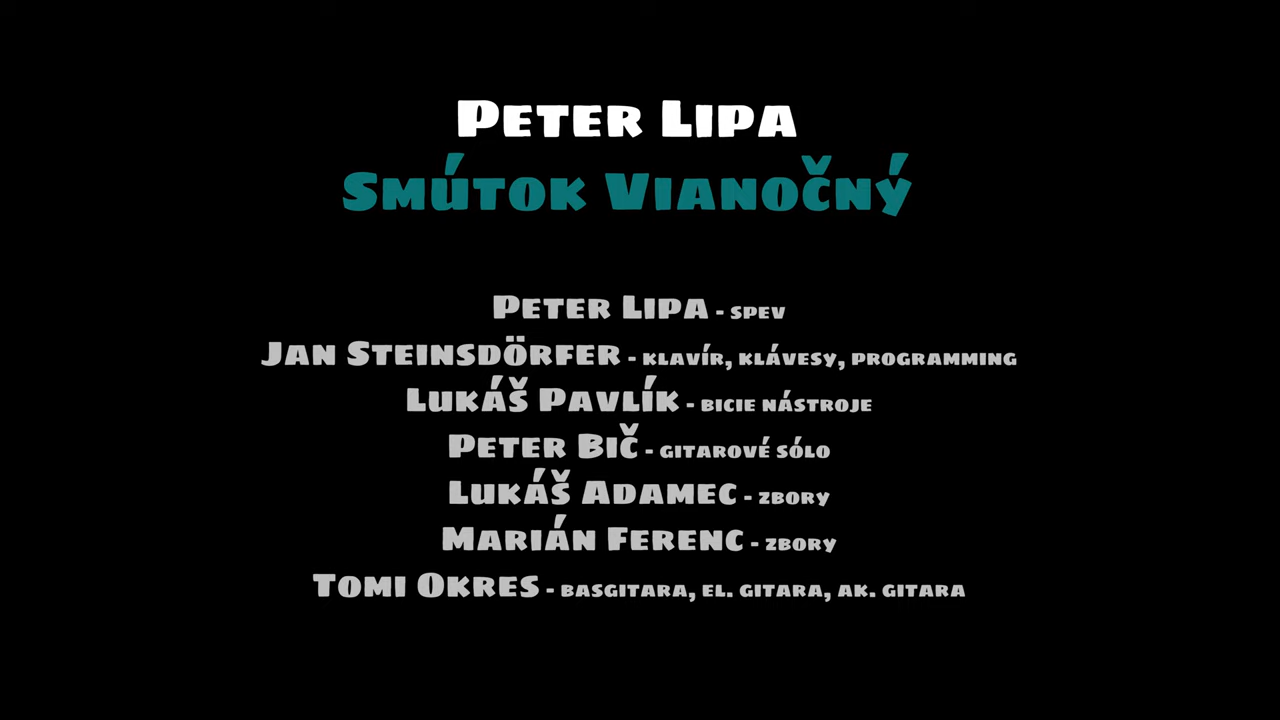 Peter Lipa
Smútok Vianočný
Peter Lipa - spev
Jan Steinsdörfer - klavír, klávesy, programming
Lukáš Pavlík - bicie nástroje
Peter Bič - gitarové sólo
Lukáš Adamec - zbory
Marián Ferenc - zbory
Tomi Okres - basgitara, el. gitara, ak. gitara